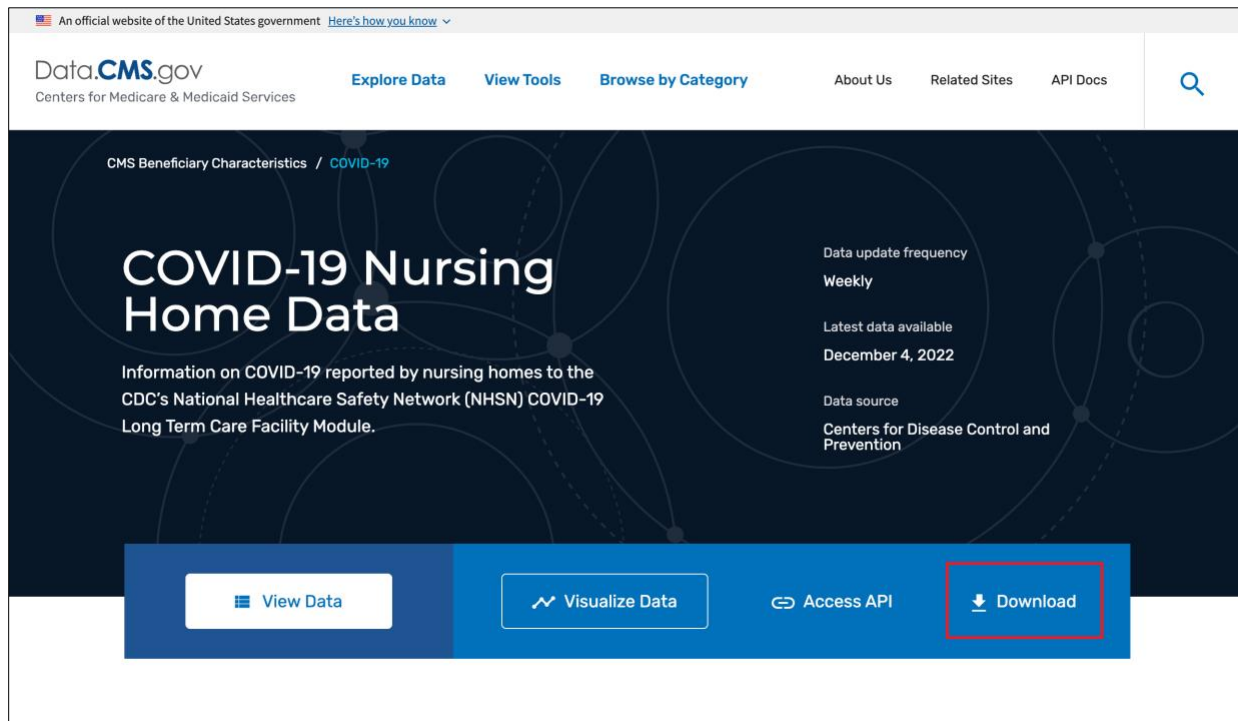 An official website of the United States government Here's how you know
Data.CMS.gov
Centers for Medicare & Medicaid Services
Explore Data View Tools Browse by Category About Us Related Sites API Docs
CMS Beneficiary Characteristics / COVID-19
COVID-19 Nursing
Home Data
Information on COVID-19 reported by nursing homes to the
CDC's National Healthcare Safety Network (NHSN) COVID-19
Long Term Care Facility Module.
Data update frequency
Weekly
Latest data available
December 4, 2022
Data source
Centers for Disease Control and
Prevention
View Data Visualize Data Access API Download